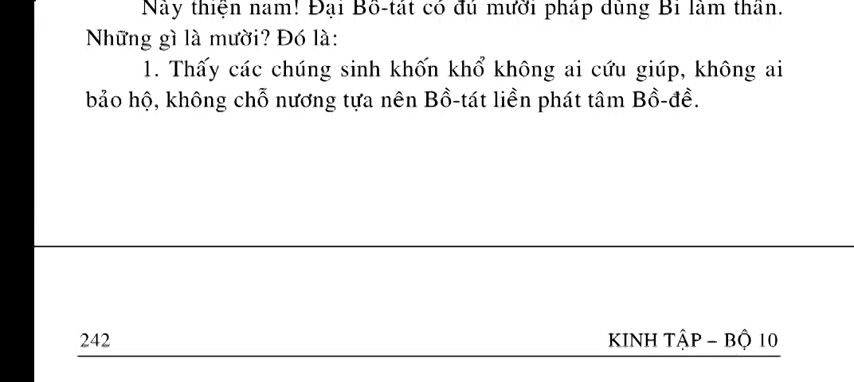 Này thiện nam! Đại Bồ-tát có đủ mười pháp dùng Bi làm thân.
Những gì là mười? Đó là:
1. Thấy các chúng sinh khốn khổ không ai cứu giúp, không ai
bảo hộ, không chỗ nương tựa nên Bồ-tát liền phát tâm Bồ-đề.
242 KINH TẬP – BỘ 10